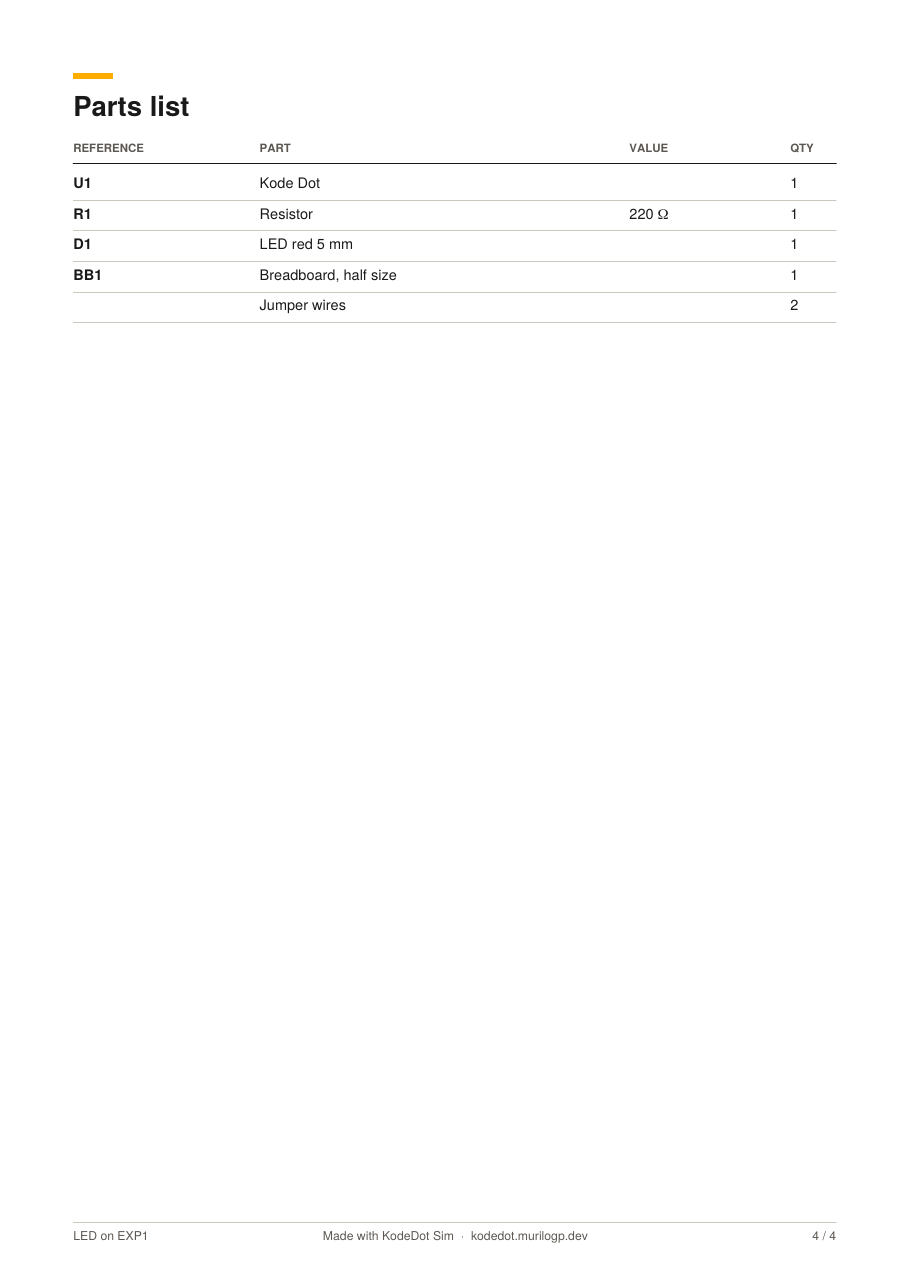 Parts list
REFERENCE PART VALUE QTY
U1 Kode Dot 1
R1 Resistor 220 Ω 1
D1 LED red 5 mm 1
BB1 Breadboard, half size 1
Jumper wires 2
LED on EXP1 Made with KodeDot Sim · kodedot.murilogp.dev 4 / 4